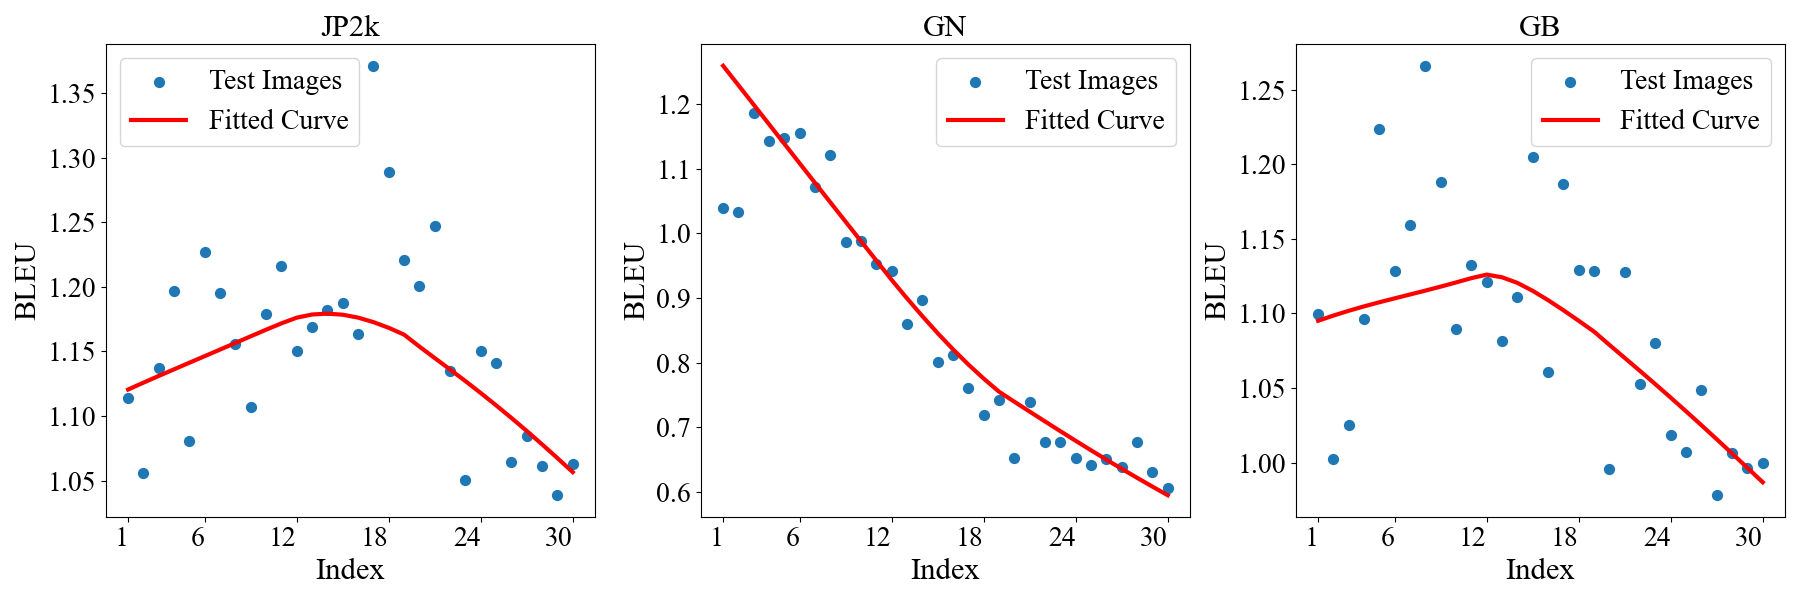 JP2k
BLEU
1.35
1.30
1.25
1.20
1.15
1.10
1.05
Test Images
Fitted Curve
1 6 12 18 24 30
Index
GN
BLEU
1.2
1.1
1.0
0.9
0.8
0.7
0.6
Test Images
Fitted Curve
1 6 12 18 24 30
Index
GB
BLEU
1.25
1.20
1.15
1.10
1.05
1.00
Test Images
Fitted Curve
1 6 12 18 24 30
Index